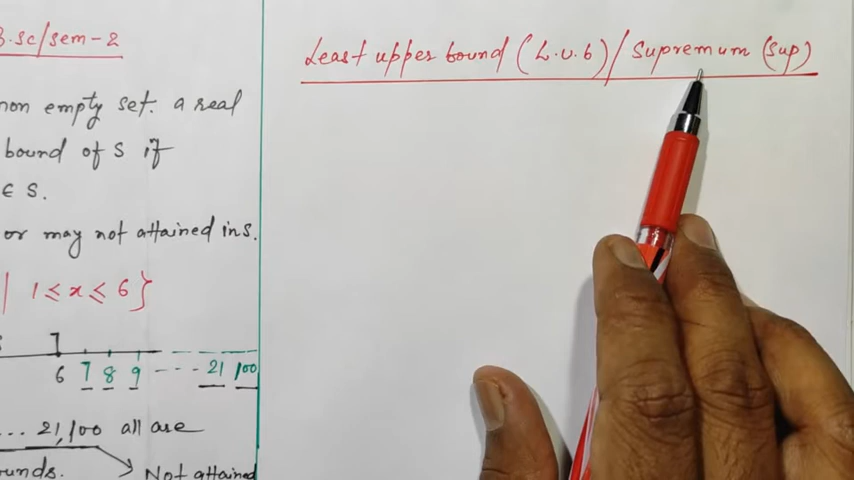 B.sc/sem-2
non empty set. a real
bound of S if
∈ S.
or may not attained in s.
| 1 ≤ x ≤ 6}
6 7 8 9 --- 21 100
... 21,100 all are
Not attained
Least upper bound (L.U.b)/Supremum (Sup)